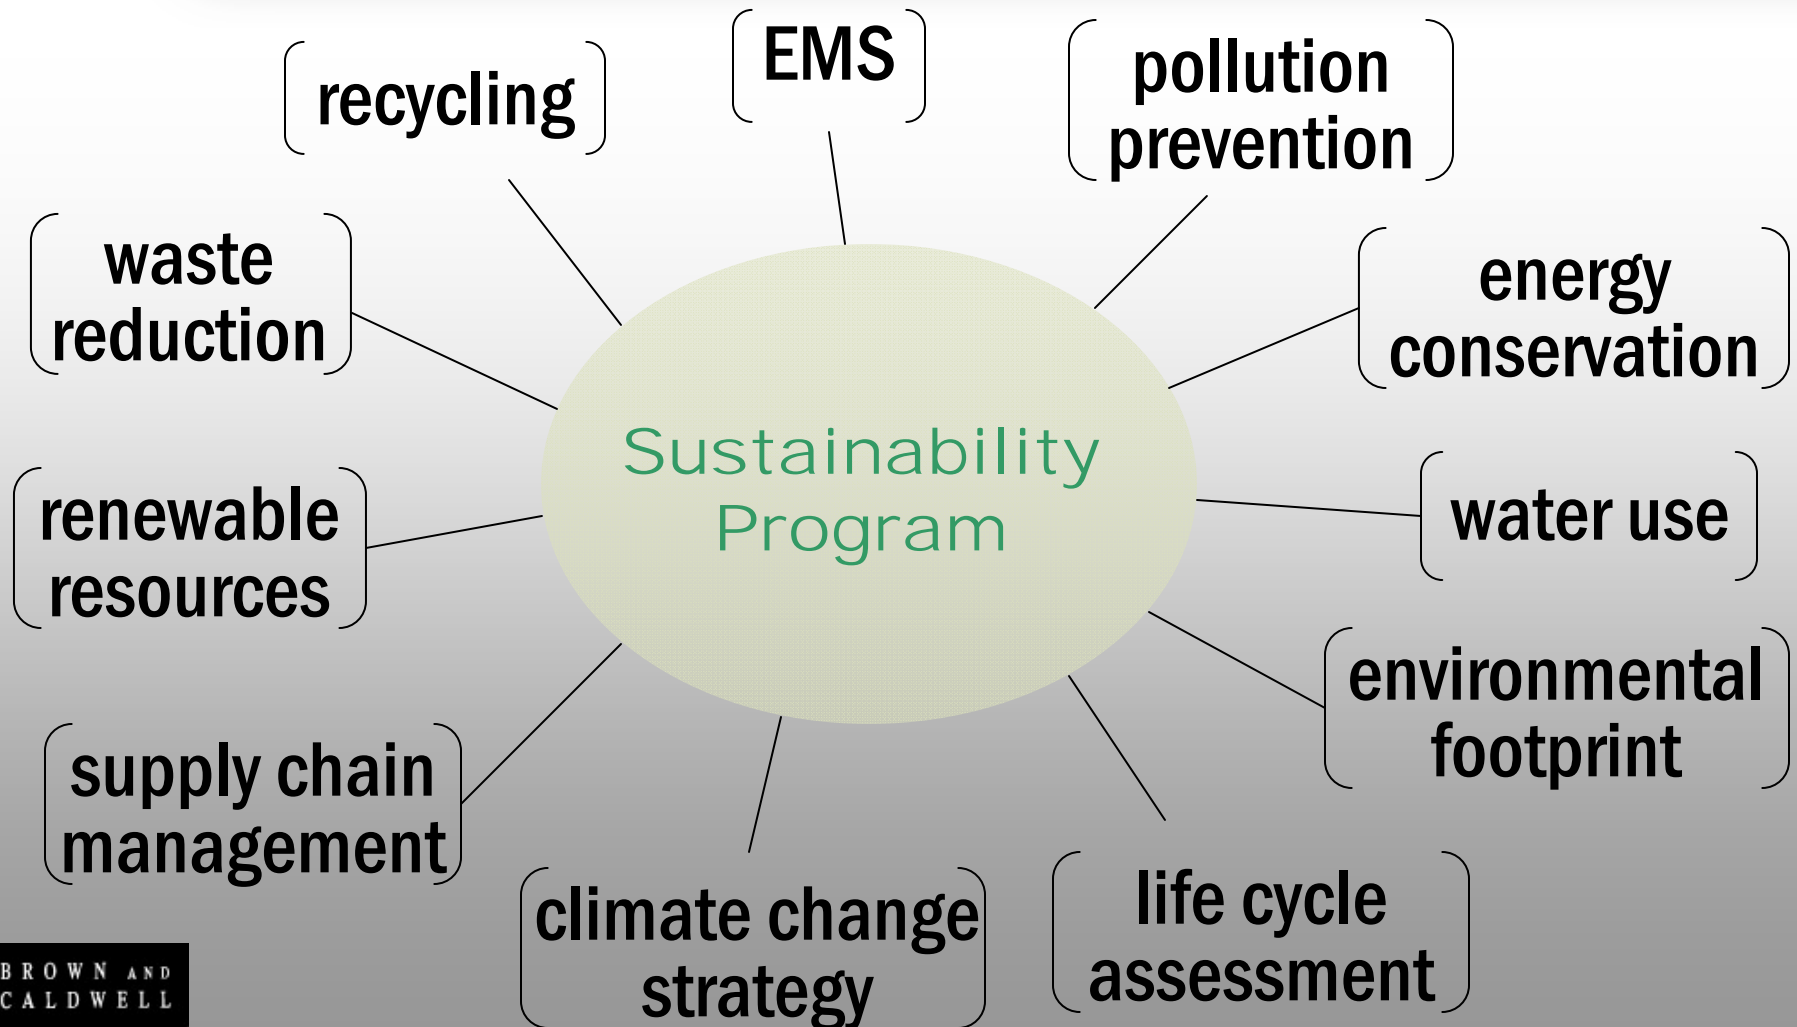 EMS
recycling
pollution
prevention
waste
reduction
energy
conservation
Sustainability
Program
renewable
resources
water use
environmental
footprint
supply chain
management
climate change
strategy
life cycle
assessment
BROWN AND
CALDWELL